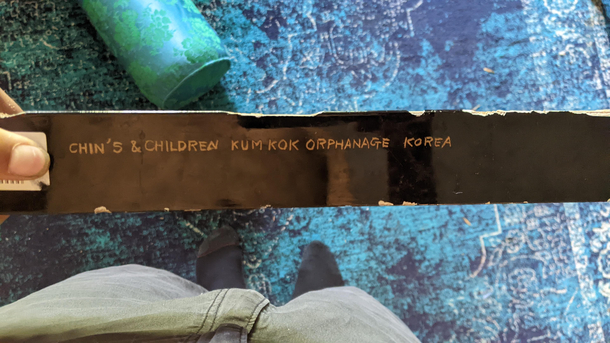 CHIN'S & CHILDREN KUM KOK ORPHANAGE KOREA